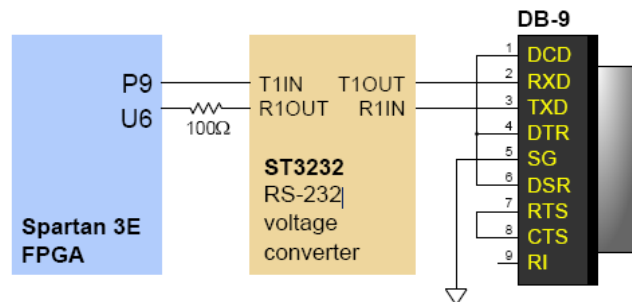 DB-9
P9
U6
100Ω
Spartan 3E
FPGA
T1IN T1OUT
R1OUT R1IN
ST3232
RS-232
voltage
converter
1 DCD
2 RXD
3 TXD
4 DTR
5 SG
6 DSR
7 RTS
8 CTS
9 RI